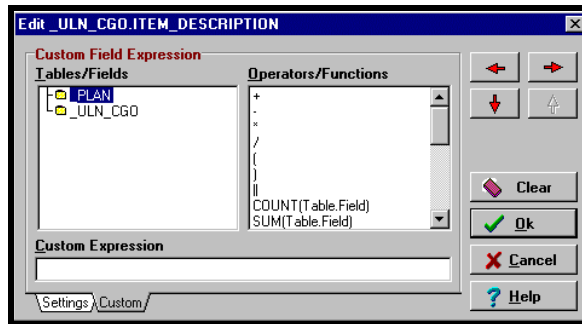 Edit _ULN_CGO.ITEM_DESCRIPTION
Custom Field Expression
Tables/Fields
_PLAN
_ULN_CGO
Operators/Functions
+
-
*
/
(
)
||
COUNT(Table.Field)
SUM(Table.Field)
Custom Expression
Settings
Custom
Clear
Ok
Cancel
? Help